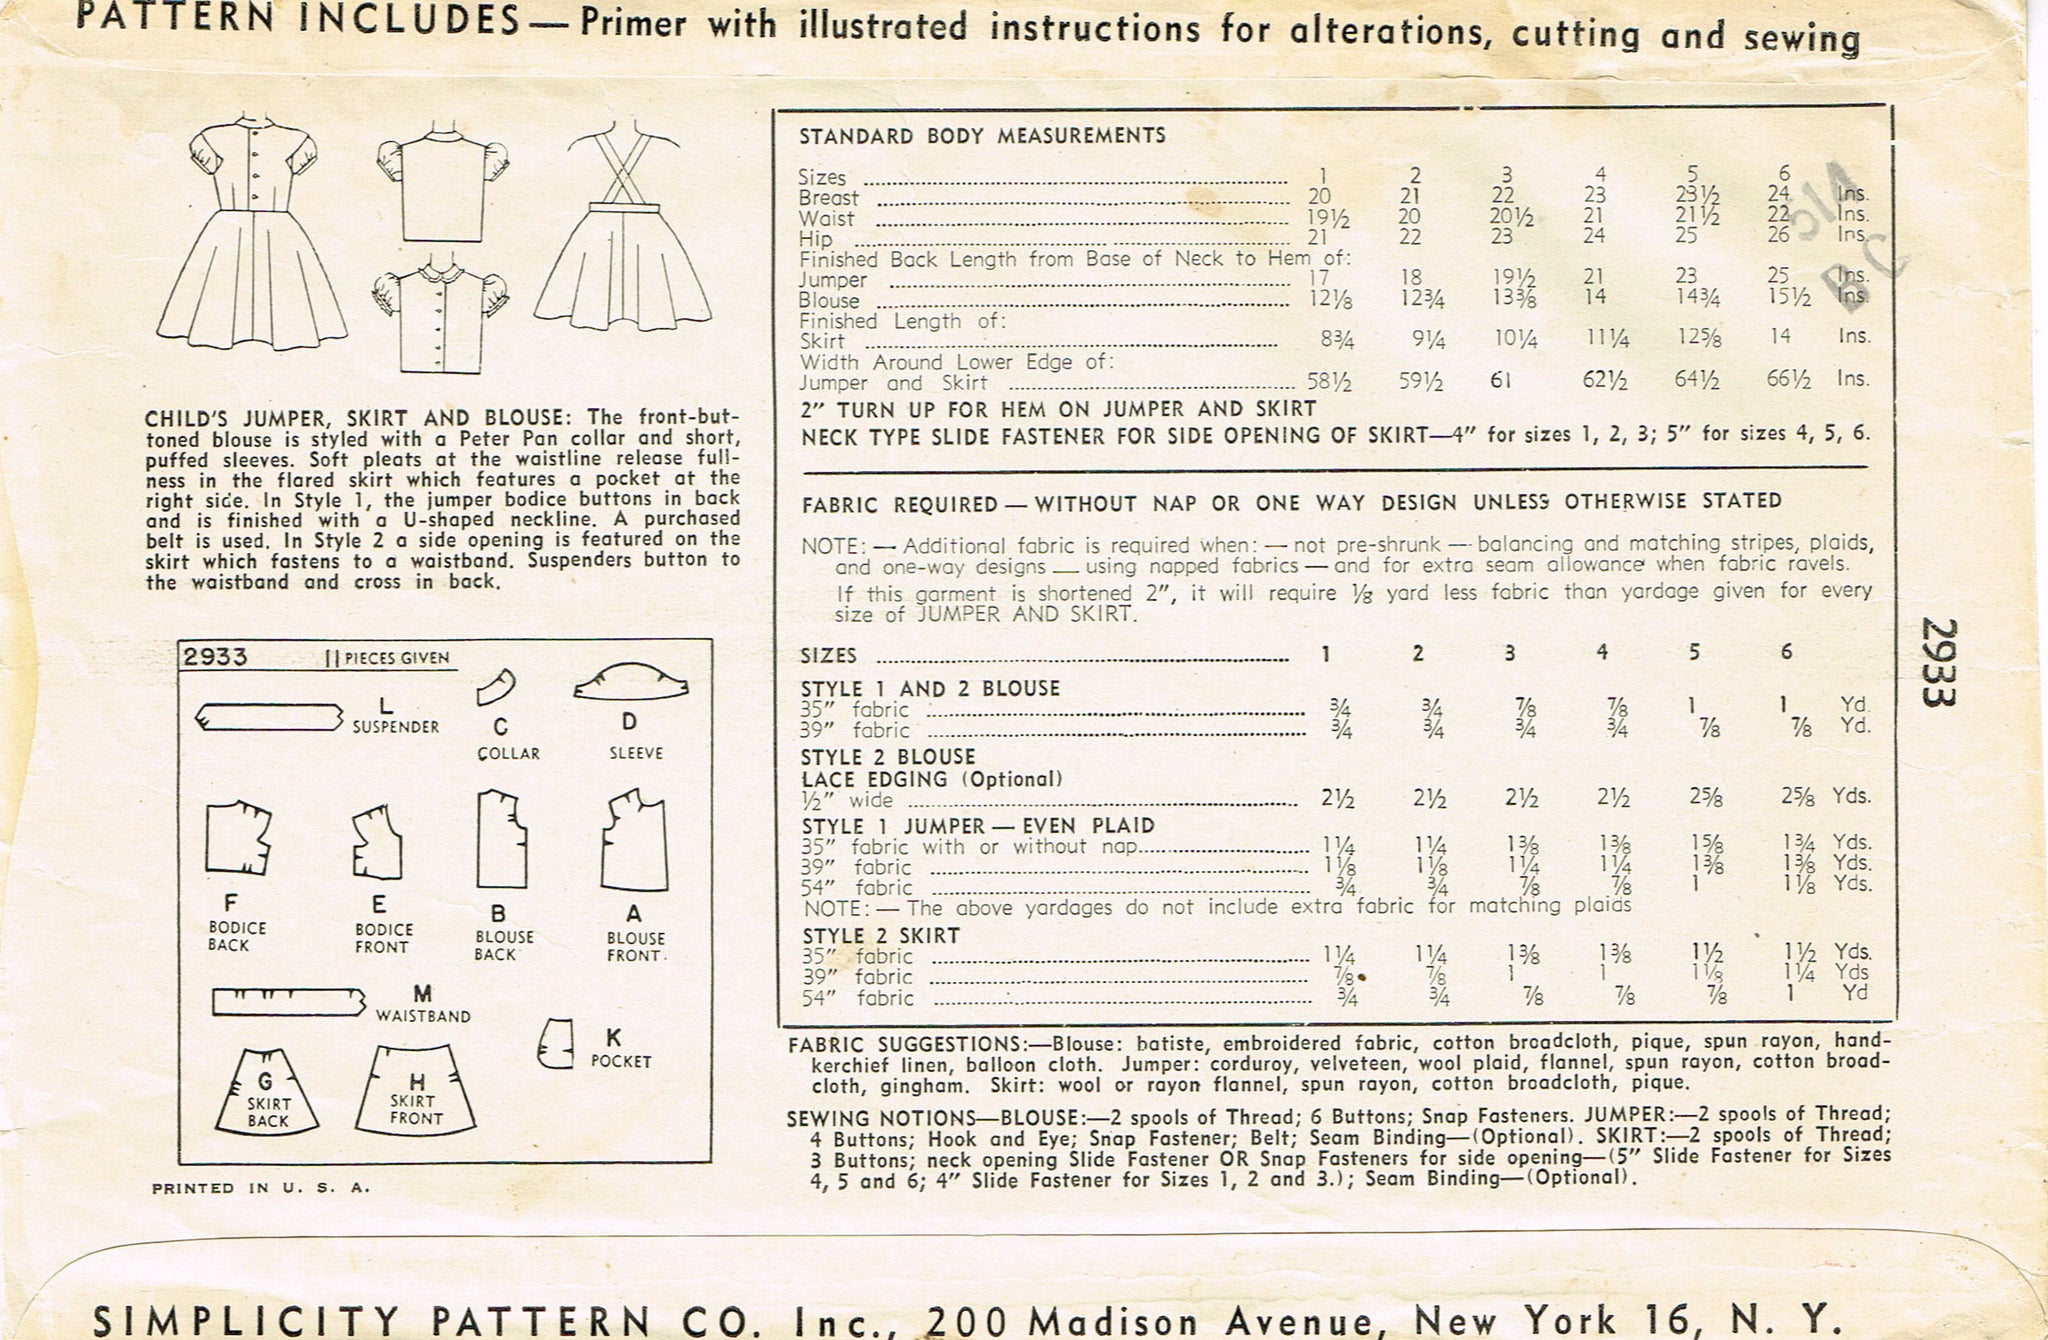 PATTERN INCLUDES — Primer with illustrated instructions for alterations, cutting and sewing
CHILD'S JUMPER, SKIRT AND BLOUSE: The front-but-
toned blouse is styled with a Peter Pan collar and short,
puffed sleeves. Soft pleats at the waistline release full-
ness in the flared skirt which features a pocket at the
right side. In Style 1, the jumper bodice buttons in back
and is finished with a U-shaped neckline. A purchased
belt is used. In Style 2 a side opening is featured on the
skirt which fastens to a waistband. Suspenders button to
the waistband and cross in back.
2933 11 PIECES GIVEN
L
SUSPENDER
C
COLLAR
D
SLEEVE
F
BODICE
BACK
E
BODICE
FRONT
B
BLOUSE
BACK
A
BLOUSE
FRONT.
M
WAISTBAND
K
POCKET
G
SKIRT
BACK
H
SKIRT
FRONT
PRINTED IN U. S. A.
STANDARD BODY MEASUREMENTS
Sizes 1 2 3 4 5 6
Breast 20 21 22 23 23½ 24 Ins.
Waist 19½ 20 20½ 21 21½ 22 Ins.
Hip 21 22 23 24 25 26 Ins.
Finished Back Length from Base of Neck to Hem of:
Jumper 17 18 19½ 21 23 25 Ins.
Blouse 12⅛ 12¾ 13⅜ 14 14¾ 15½ Ins
Finished Length of:
Skirt 8¾ 9¼ 10¼ 11¼ 12⅝ 14 Ins.
Width Around Lower Edge of:
Jumper and Skirt 58½ 59½ 61 62½ 64½ 66½ Ins.
2" TURN UP FOR HEM ON JUMPER AND SKIRT
NECK TYPE SLIDE FASTENER FOR SIDE OPENING OF SKIRT—4" for sizes 1, 2, 3; 5" for sizes 4, 5, 6.
514
BC
FABRIC REQUIRED — WITHOUT NAP OR ONE WAY DESIGN UNLESS OTHERWISE STATED
NOTE: — Additional fabric is required when: — not pre-shrunk — balancing and matching stripes, plaids,
and one-way designs — using napped fabrics — and for extra seam allowance when fabric ravels.
If this garment is shortened 2", it will require ⅛ yard less fabric than yardage given for every
size of JUMPER AND SKIRT.
SIZES 1 2 3 4 5 6
STYLE 1 AND 2 BLOUSE
35" fabric ¾ ¾ ⅞ ⅞ 1 1 Yd.
39" fabric ¾ ¾ ¾ ¾ ⅞ ⅞ Yd.
STYLE 2 BLOUSE
LACE EDGING (Optional)
½" wide 2½ 2½ 2½ 2½ 2⅝ 2⅝ Yds.
STYLE 1 JUMPER — EVEN PLAID
35" fabric with or without nap 1¼ 1¼ 1⅜ 1⅜ 1⅝ 1¾ Yds.
39" fabric 1⅛ 1⅛ 1¼ 1¼ 1⅜ 1⅜ Yds.
54" fabric ¾ ¾ ⅞ ⅞ 1 1⅛ Yds.
NOTE: — The above yardages do not include extra fabric for matching plaids
STYLE 2 SKIRT
35" fabric 1¼ 1¼ 1⅜ 1⅜ 1½ 1½ Yds.
39" fabric ⅞ ⅞ 1 1 1⅛ 1¼ Yds
54" fabric ¾ ¾ ⅞ ⅞ ⅞ 1 Yd
2933
FABRIC SUGGESTIONS:—Blouse: batiste, embroidered fabric, cotton broadcloth, pique, spun rayon, hand-
kerchief linen, balloon cloth. Jumper: corduroy, velveteen, wool plaid, flannel, spun rayon, cotton broad-
cloth, gingham. Skirt: wool or rayon flannel, spun rayon, cotton broadcloth, pique.
SEWING NOTIONS—BLOUSE:—2 spools of Thread; 6 Buttons; Snap Fasteners. JUMPER:—2 spools of Thread;
4 Buttons; Hook and Eye; Snap Fastener; Belt; Seam Binding—(Optional). SKIRT:—2 spools of Thread;
3 Buttons; neck opening Slide Fastener OR Snap Fasteners for side opening—(5" Slide Fastener for Sizes
4, 5 and 6; 4" Slide Fastener for Sizes 1, 2 and 3.); Seam Binding—(Optional).
SIMPLICITY PATTERN CO. Inc., 200 Madison Avenue, New York 16, N. Y.